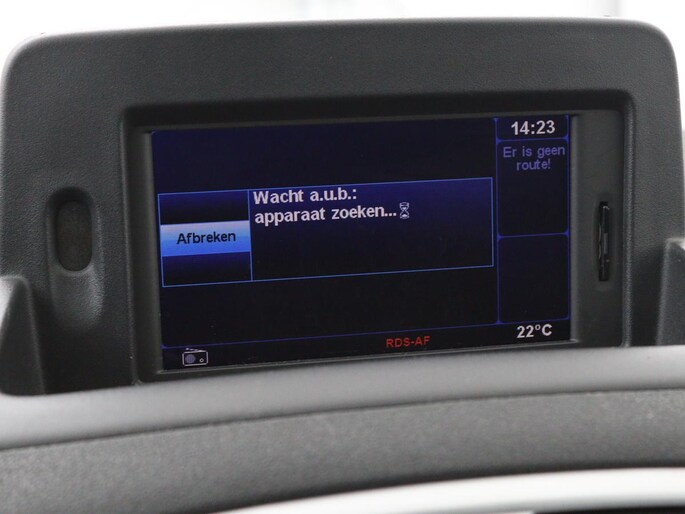 14:23
Er is geen
route!
Wacht a.u.b.:
apparaat zoeken...
Afbreken
22°C
RDS-AF